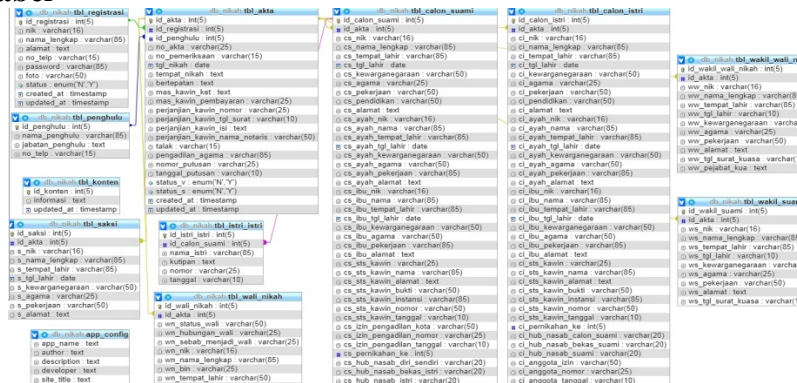 db_nikah tbl_registrasi
id_registrasi : int(5)
nik : varchar(16)
nama_lengkap : varchar(85)
alamat : text
no_telp : varchar(15)
password : varchar(85)
foto : varchar(50)
status : enum('N','Y')
created_at : timestamp
updated_at : timestamp
db_nikah tbl_penghulu
id_penghulu : int(5)
nama_penghulu : varchar(85)
jabatan_penghulu : text
no_telp : varchar(15)
db_nikah tbl_konten
id_konten : int(5)
informasi : text
updated_at : timestamp
db_nikah tbl_saksi
id_saksi : int(5)
id_akta : int(5)
s_nik : varchar(16)
s_nama_lengkap : varchar(85)
s_tempat_lahir : varchar(85)
s_tgl_lahir : date
s_kewarganegaraan : varchar(50)
s_agama : varchar(25)
s_pekerjaan : varchar(50)
s_alamat : text
db_nikah app_config
app_name : text
author : text
description : text
developer : text
site_title : text
db_nikah tbl_akta
id_akta : int(5)
id_registrasi : int(5)
id_penghulu : int(5)
no_akta : varchar(25)
no_pemeriksaan : varchar(15)
tgl_nikah : date
tempat_nikah : text
bertepatan : text
mas_kawin_ket : text
mas_kawin_pembayaran : varchar(25)
perjanjian_kawin_nomor : varchar(25)
perjanjian_kawin_tgl_surat : varchar(10)
perjanjian_kawin_isi : text
perjanjian_kawin_nama_notaris : varchar(50)
talak : varchar(15)
pengadilan_agama : varchar(85)
nomor_putusan : varchar(25)
tanggal_putusan : varchar(10)
status_v : enum('N','Y')
status_s : enum('N','Y')
created_at : timestamp
updated_at : timestamp
db_nikah tbl_istri_istri
id_istri_istri : int(5)
id_calon_suami : int(5)
nama_istri : varchar(85)
kutipan : text
nomor : varchar(25)
tanggal : varchar(10)
db_nikah tbl_wali_nikah
id_wali_nikah : int(5)
id_akta : int(5)
wn_status_wali : varchar(50)
wn_hubungan_wali : varchar(25)
wn_sebab_menjadi_wali : varchar(25)
wn_nik : varchar(16)
wn_nama_lengkap : varchar(85)
wn_bin : varchar(25)
wn_tempat_lahir : varchar(50)
db_nikah tbl_calon_suami
id_calon_suami : int(5)
id_akta : int(5)
cs_nik : varchar(16)
cs_nama_lengkap : varchar(85)
cs_tempat_lahir : varchar(85)
cs_tgl_lahir : date
cs_kewarganegaraan : varchar(50)
cs_agama : varchar(25)
cs_pekerjaan : varchar(50)
cs_pendidikan : varchar(50)
cs_alamat : text
cs_ayah_nik : varchar(16)
cs_ayah_nama : varchar(85)
cs_ayah_tempat_lahir : varchar(85)
cs_ayah_tgl_lahir : date
cs_ayah_kewarganegaraan : varchar(50)
cs_ayah_agama : varchar(50)
cs_ayah_pekerjaan : varchar(85)
cs_ayah_alamat : text
cs_ibu_nik : varchar(16)
cs_ibu_nama : varchar(85)
cs_ibu_tempat_lahir : varchar(85)
cs_ibu_tgl_lahir : date
cs_ibu_kewarganegaraan : varchar(50)
cs_ibu_agama : varchar(50)
cs_ibu_pekerjaan : varchar(85)
cs_ibu_alamat : text
cs_sts_kawin : varchar(25)
cs_sts_kawin_nama : varchar(85)
cs_sts_kawin_alamat : text
cs_sts_kawin_bukti : varchar(50)
cs_sts_kawin_instansi : varchar(85)
cs_sts_kawin_nomor : varchar(50)
cs_sts_kawin_tanggal : varchar(10)
cs_izin_pengadilan_kota : varchar(50)
cs_izin_pengadilan_nomor : varchar(25)
cs_izin_pengadilan_tanggal : varchar(10)
cs_pernikahan_ke : int(5)
cs_hub_nasab_diri_sendiri : varchar(20)
cs_hub_nasab_bekas_istri : varchar(20)
cs_hub_nasab_istri : varchar(20)
db_nikah tbl_calon_istri
id_calon_istri : int(5)
id_akta : int(5)
ci_nik : varchar(16)
ci_nama_lengkap : varchar(85)
ci_tempat_lahir : varchar(85)
ci_tgl_lahir : date
ci_kewarganegaraan : varchar(50)
ci_agama : varchar(25)
ci_pekerjaan : varchar(50)
ci_pendidikan : varchar(50)
ci_alamat : text
ci_ayah_nik : varchar(16)
ci_ayah_nama : varchar(85)
ci_ayah_tempat_lahir : varchar(85)
ci_ayah_tgl_lahir : date
ci_ayah_kewarganegaraan : varchar(50)
ci_ayah_agama : varchar(50)
ci_ayah_pekerjaan : varchar(85)
ci_ayah_alamat : text
ci_ibu_nik : varchar(16)
ci_ibu_nama : varchar(85)
ci_ibu_tempat_lahir : varchar(85)
ci_ibu_tgl_lahir : date
ci_ibu_kewarganegaraan : varchar(50)
ci_ibu_agama : varchar(50)
ci_ibu_pekerjaan : varchar(85)
ci_ibu_alamat : text
ci_sts_kawin : varchar(25)
ci_sts_kawin_nama : varchar(85)
ci_sts_kawin_alamat : text
ci_sts_kawin_bukti : varchar(50)
ci_sts_kawin_instansi : varchar(85)
ci_sts_kawin_nomor : varchar(50)
ci_sts_kawin_tanggal : varchar(10)
ci_pernikahan_ke : int(5)
ci_hub_nasab_calon_suami : varchar(20)
ci_hub_nasab_bekas_suami : varchar(20)
ci_anggota_izin : varchar(50)
ci_anggota_nomor : varchar(25)
ci_anggota_tanggal : varchar(10)
db_nikah tbl_wakil_wali_n
id_wakil_wali_nikah : int(5)
id_akta : int(5)
ww_nik : varchar(16)
ww_nama_lengkap : varchar(8
ww_tempat_lahir : varchar(85)
ww_tgl_lahir : varchar(10)
ww_kewarganegaraan : varchar
ww_agama : varchar(25)
ww_pekerjaan : varchar(50)
ww_alamat : text
ww_tgl_surat_kuasa : varchar(
ww_pejabat_kua : text
db_nikah tbl_wakil_suar
id_wakil_suami : int(5)
id_akta : int(5)
ws_nik : varchar(16)
ws_nama_lengkap : varchar(85
ws_tempat_lahir : varchar(85)
ws_tgl_lahir : varchar(10)
ws_kewarganegaraan : varcha
ws_agama : varchar(25)
ws_pekerjaan : varchar(50)
ws_alamat : text
ws_tgl_surat_kuasa : varchar(1